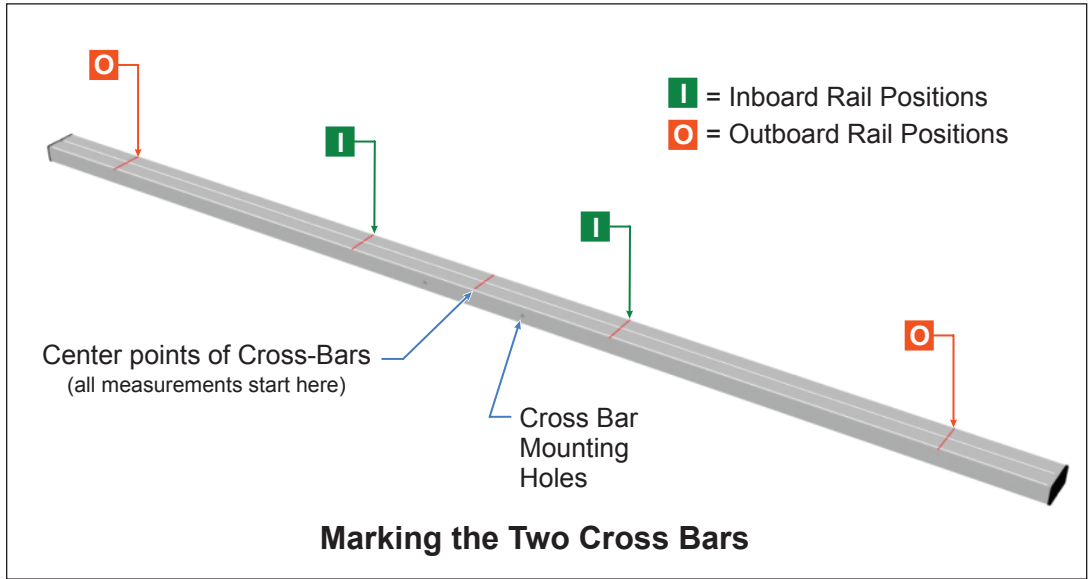 O
I = Inboard Rail Positions
O = Outboard Rail Positions
I
I
O
Center points of Cross-Bars
(all measurements start here)
Cross Bar
Mounting
Holes
Marking the Two Cross Bars